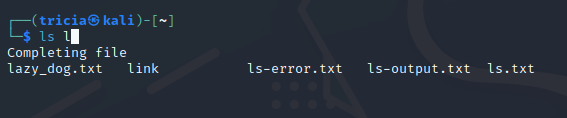 ┌──(tricia㉿kali)-[~]
└─$ ls l
Completing file
lazy_dog.txt   link            ls-error.txt   ls-output.txt  ls.txt